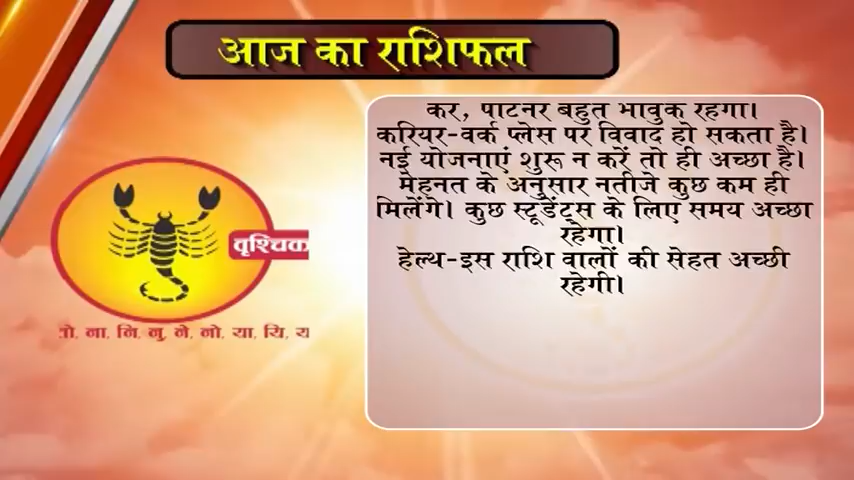 आज का राशिफल
कर, पाटनर बहुत भावुक रहगा।
करियर-वर्क प्लेस पर विवाद हो सकता है।
नई योजनाएं शुरू न करें तो ही अच्छा है।
मेहनत के अनुसार नतीजे कुछ कम ही
मिलेंगे। कुछ स्टूडेंट्स के लिए समय अच्छा
रहेगा।
हेल्थ-इस राशि वालों की सेहत अच्छी
रहेगी।
वृश्चिक
ना, नि, नु, ने, नो, या, यि,